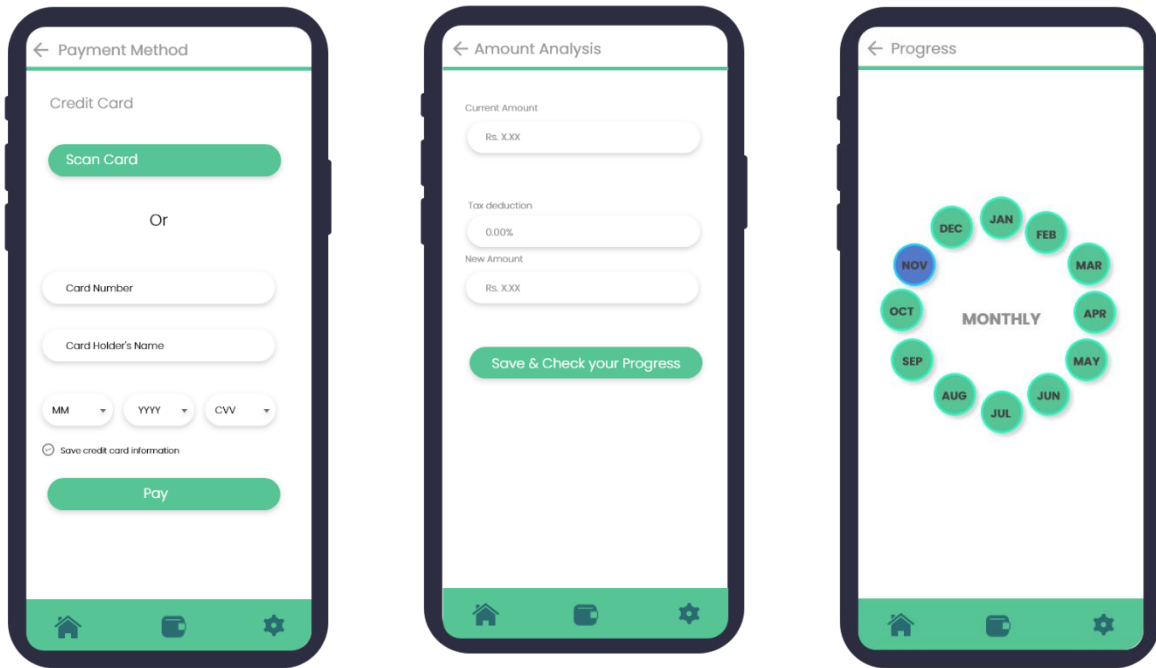 Payment Method
Credit Card
Scan Card
Or
Card Number
Card Holder's Name
MM YYYY CVV
Save credit card information
Pay
Amount Analysis
Current Amount
Rs. X.XX
Tax deduction
0.00%
New Amount
Rs. X.XX
Save & Check your Progress
Progress
JAN
FEB
MAR
APR
MAY
JUN
JUL
AUG
SEP
OCT
NOV
DEC
MONTHLY